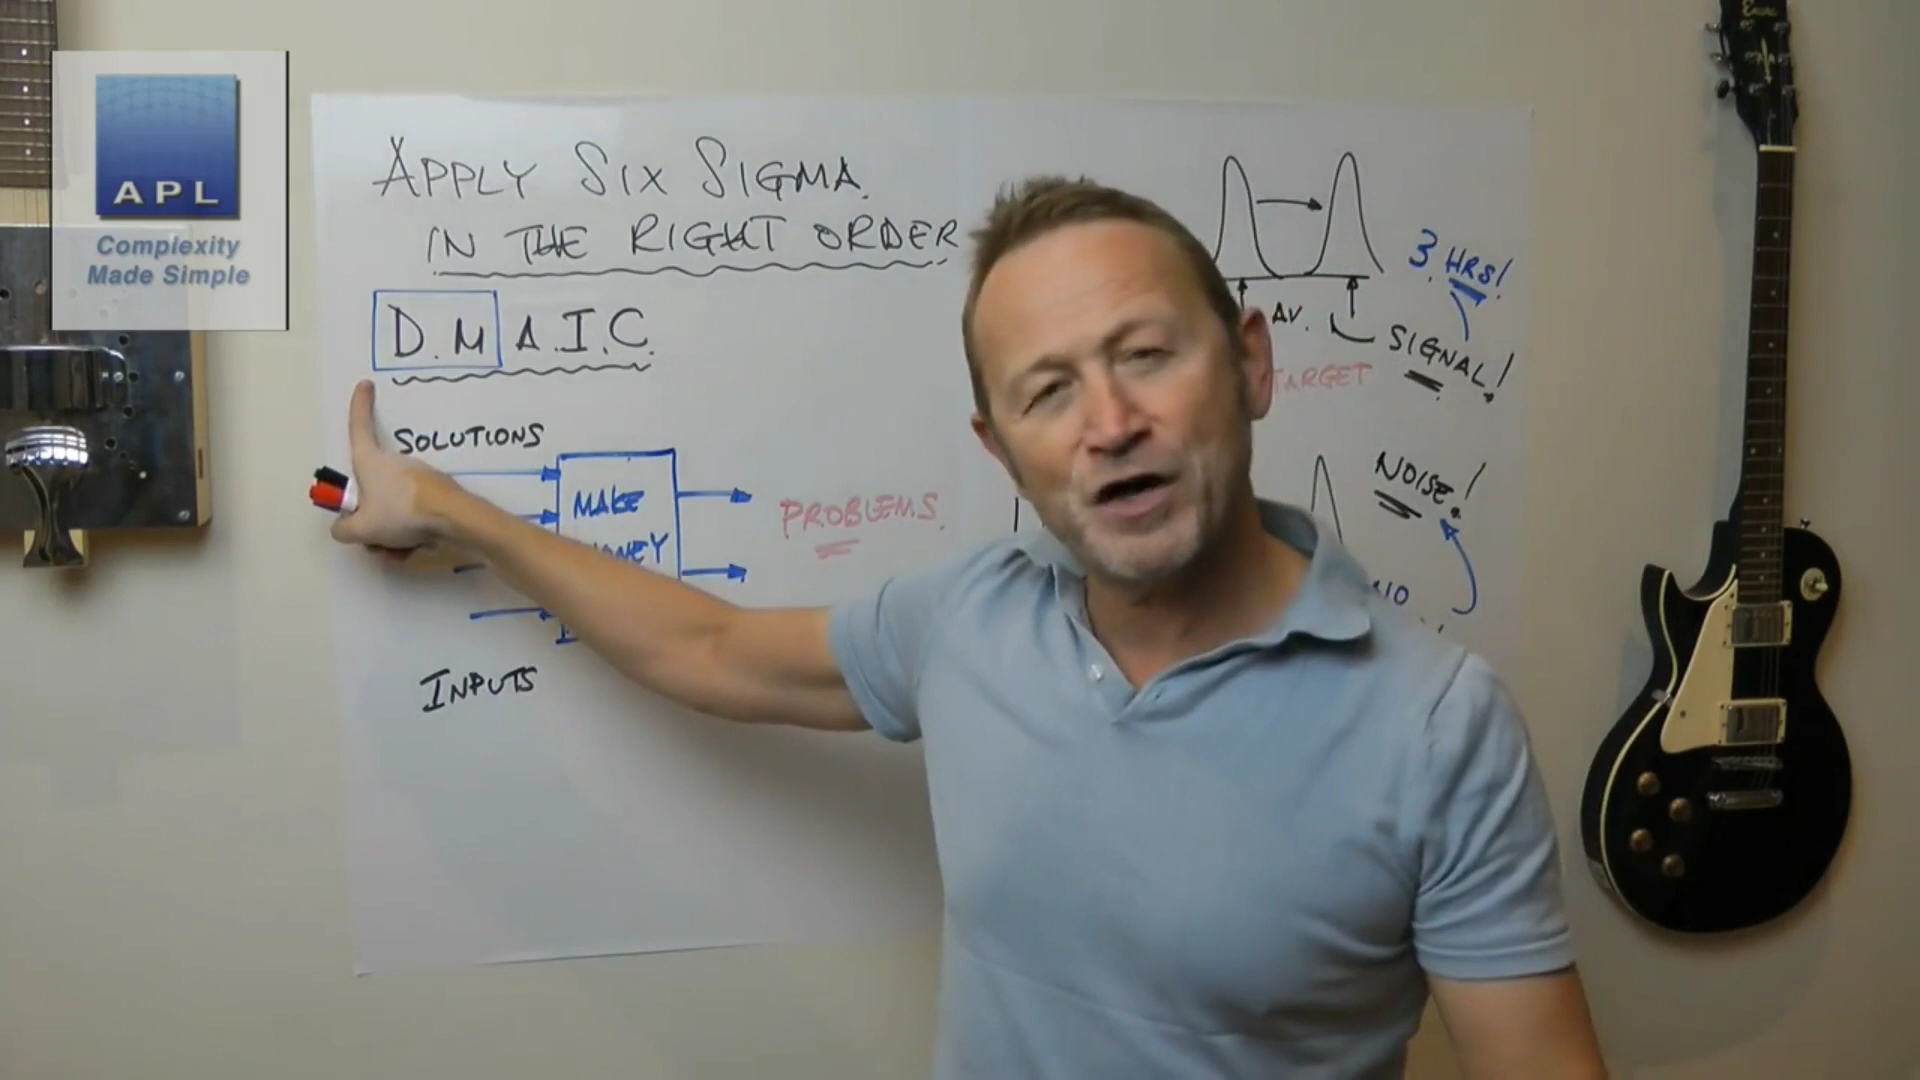 APL
Complexity
Made Simple
APPLY SIX SIGMA
IN THE RIGHT ORDER
D.M A.I.C.
SOLUTIONS
MAKE
PROBLEMS.
INPUTS
AV.
3 HRS!
SIGNAL!
TARGET
NOISE!